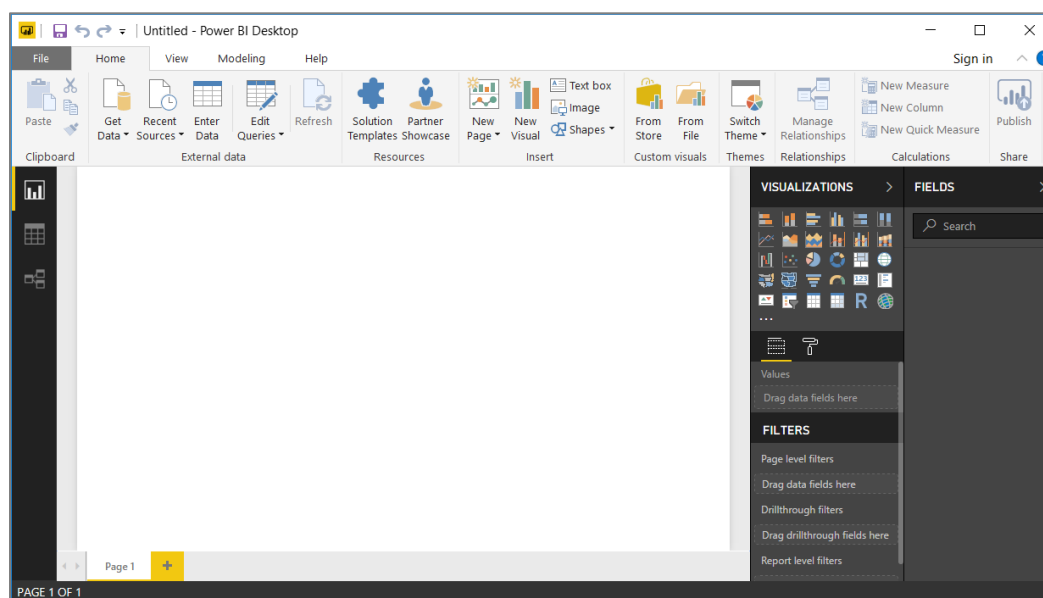 Untitled - Power BI Desktop
File Home View Modeling Help Sign in
Paste
Get Data
Recent Sources
Enter Data
Edit Queries
Refresh
Solution Templates
Partner Showcase
New Page
New Visual
Text box
Image
Shapes
From Store
From File
Switch Theme
Manage Relationships
New Measure
New Column
New Quick Measure
Publish
Clipboard External data Resources Insert Custom visuals Themes Relationships Calculations Share
VISUALIZATIONS
FIELDS
Search
123
R
Values
Drag data fields here
FILTERS
Page level filters
Drag data fields here
Drillthrough filters
Drag drillthrough fields here
Report level filters
Page 1
PAGE 1 OF 1